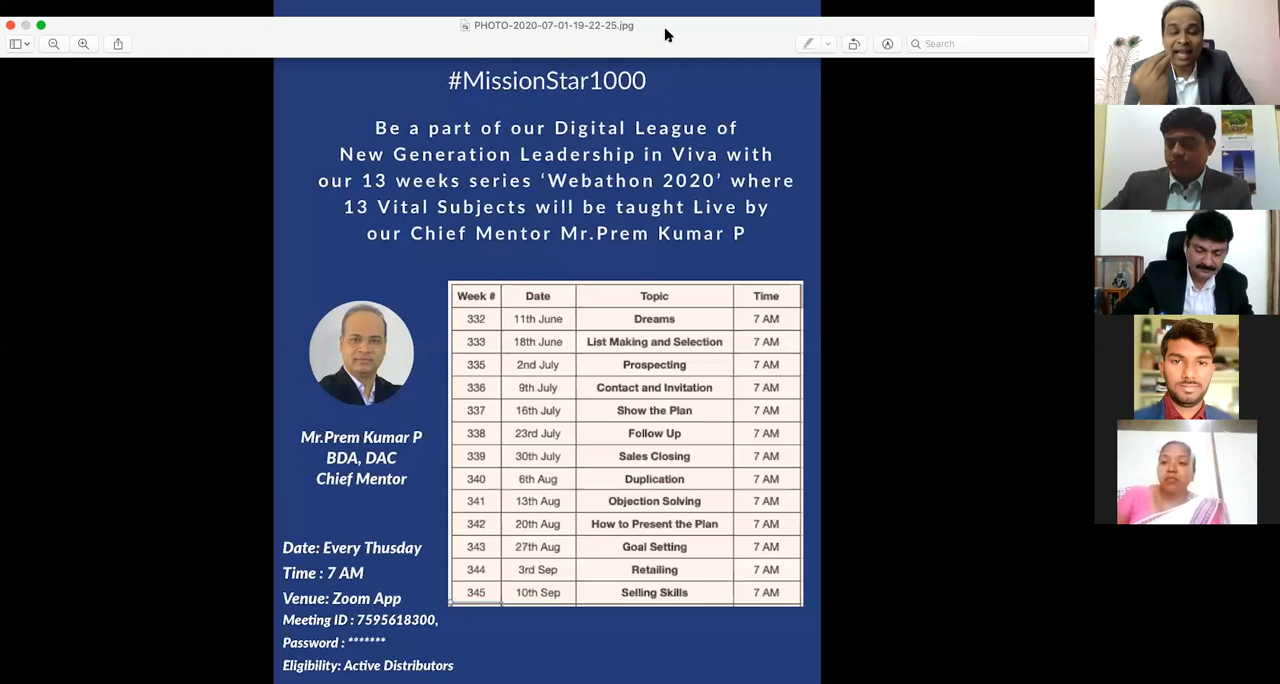 PHOTO-2020-07-01-19-22-25.jpg
Search
#MissionStar1000
Be a part of our Digital League of
New Generation Leadership in Viva with
our 13 weeks series ‘Webathon 2020’ where
13 Vital Subjects will be taught Live by
our Chief Mentor Mr.Prem Kumar P
Week # Date Topic Time
332 11th June Dreams 7 AM
333 18th June List Making and Selection 7 AM
335 2nd July Prospecting 7 AM
336 9th July Contact and Invitation 7 AM
337 16th July Show the Plan 7 AM
338 23rd July Follow Up 7 AM
339 30th July Sales Closing 7 AM
340 6th Aug Duplication 7 AM
341 13th Aug Objection Solving 7 AM
342 20th Aug How to Present the Plan 7 AM
343 27th Aug Goal Setting 7 AM
344 3rd Sep Retailing 7 AM
345 10th Sep Selling Skills 7 AM
Mr.Prem Kumar P
BDA, DAC
Chief Mentor
Date: Every Thusday
Time : 7 AM
Venue: Zoom App
Meeting ID : 7595618300,
Password : *******
Eligibility: Active Distributors